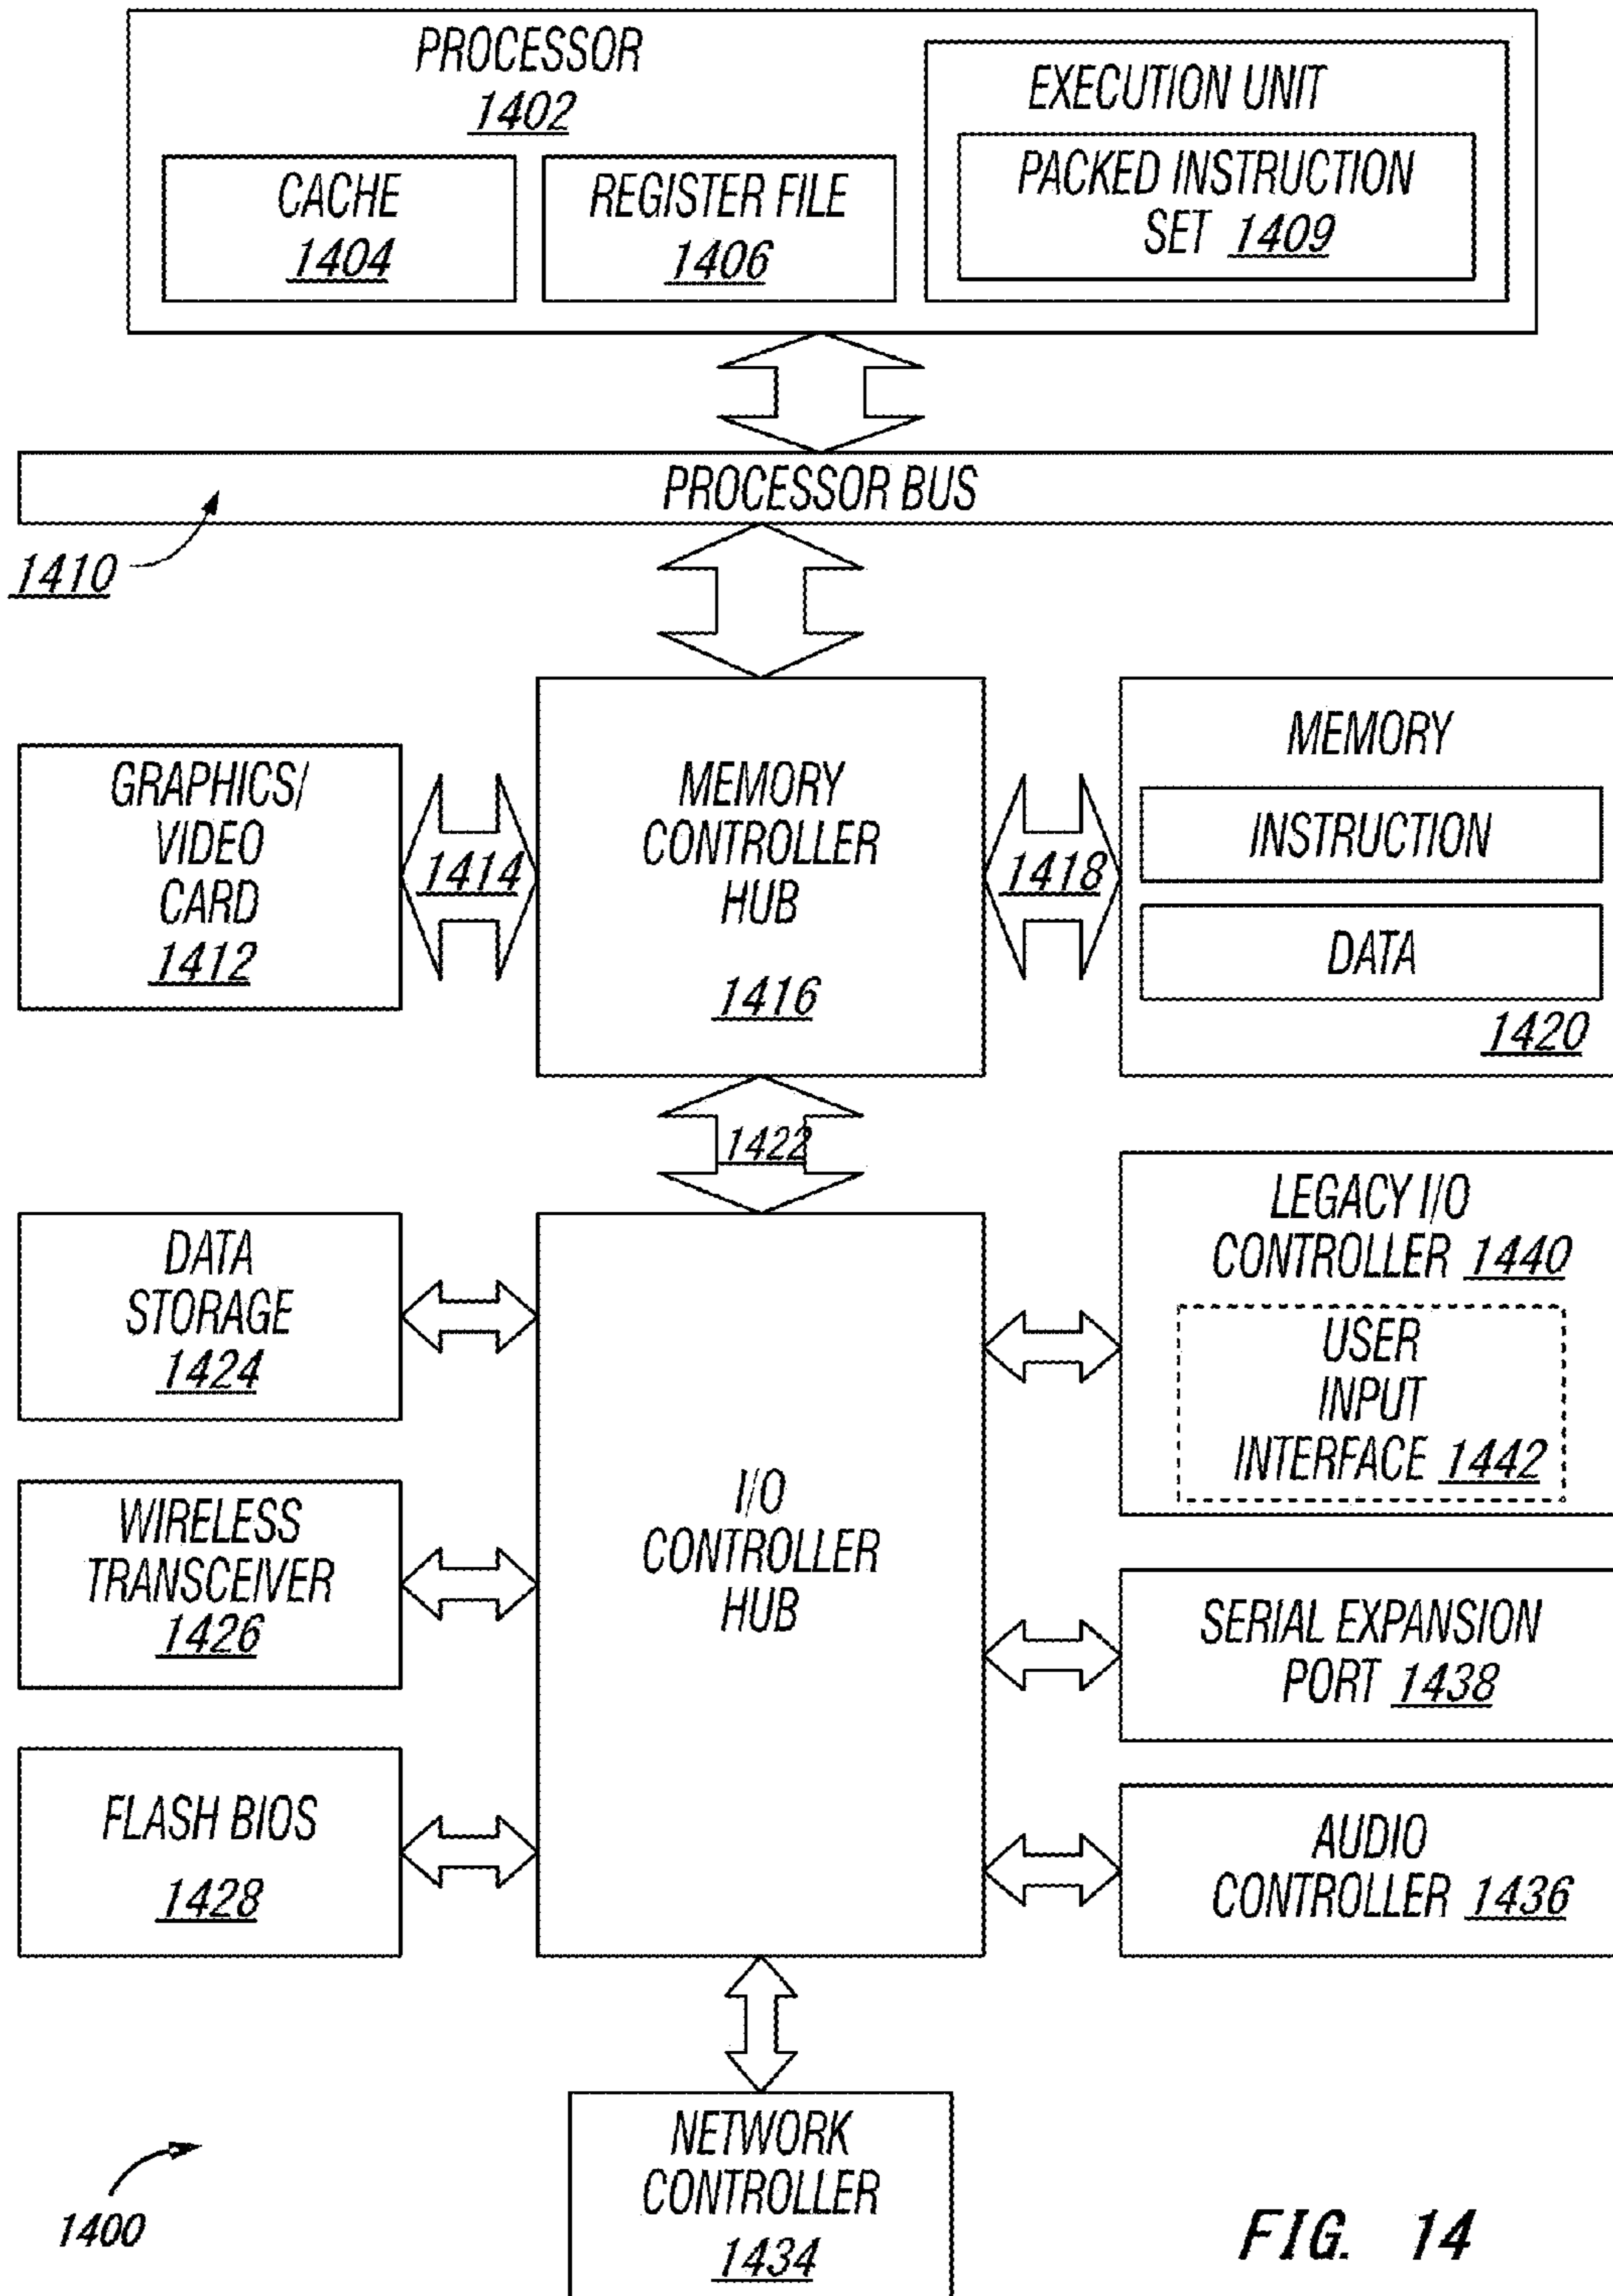 PROCESSOR
1402
CACHE
1404
REGISTER FILE
1406
EXECUTION UNIT
PACKED INSTRUCTION
SET 1409
PROCESSOR BUS
1410
GRAPHICS/
VIDEO
CARD
1412
1414
MEMORY
CONTROLLER
HUB
1416
1418
MEMORY
INSTRUCTION
DATA
1420
1422
DATA
STORAGE
1424
WIRELESS
TRANSCEIVER
1426
FLASH BIOS
1428
I/O
CONTROLLER
HUB
LEGACY I/O
CONTROLLER 1440
USER
INPUT
INTERFACE 1442
SERIAL EXPANSION
PORT 1438
AUDIO
CONTROLLER 1436
NETWORK
CONTROLLER
1434
1400
FIG. 14